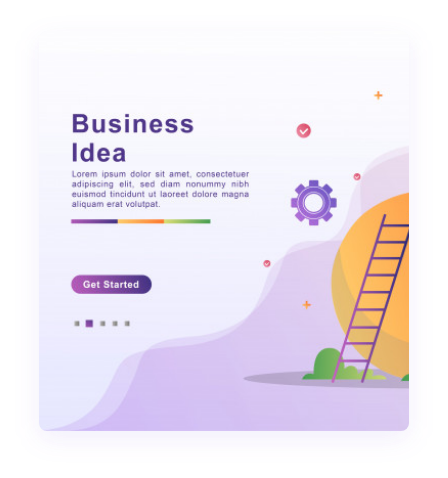 Business
Idea
Lorem ipsum dolor sit amet, consectetuer
adipiscing elit, sed diam nonummy nibh
euismod tincidunt ut laoreet dolore magna
aliquam erat volutpat.
Get Started